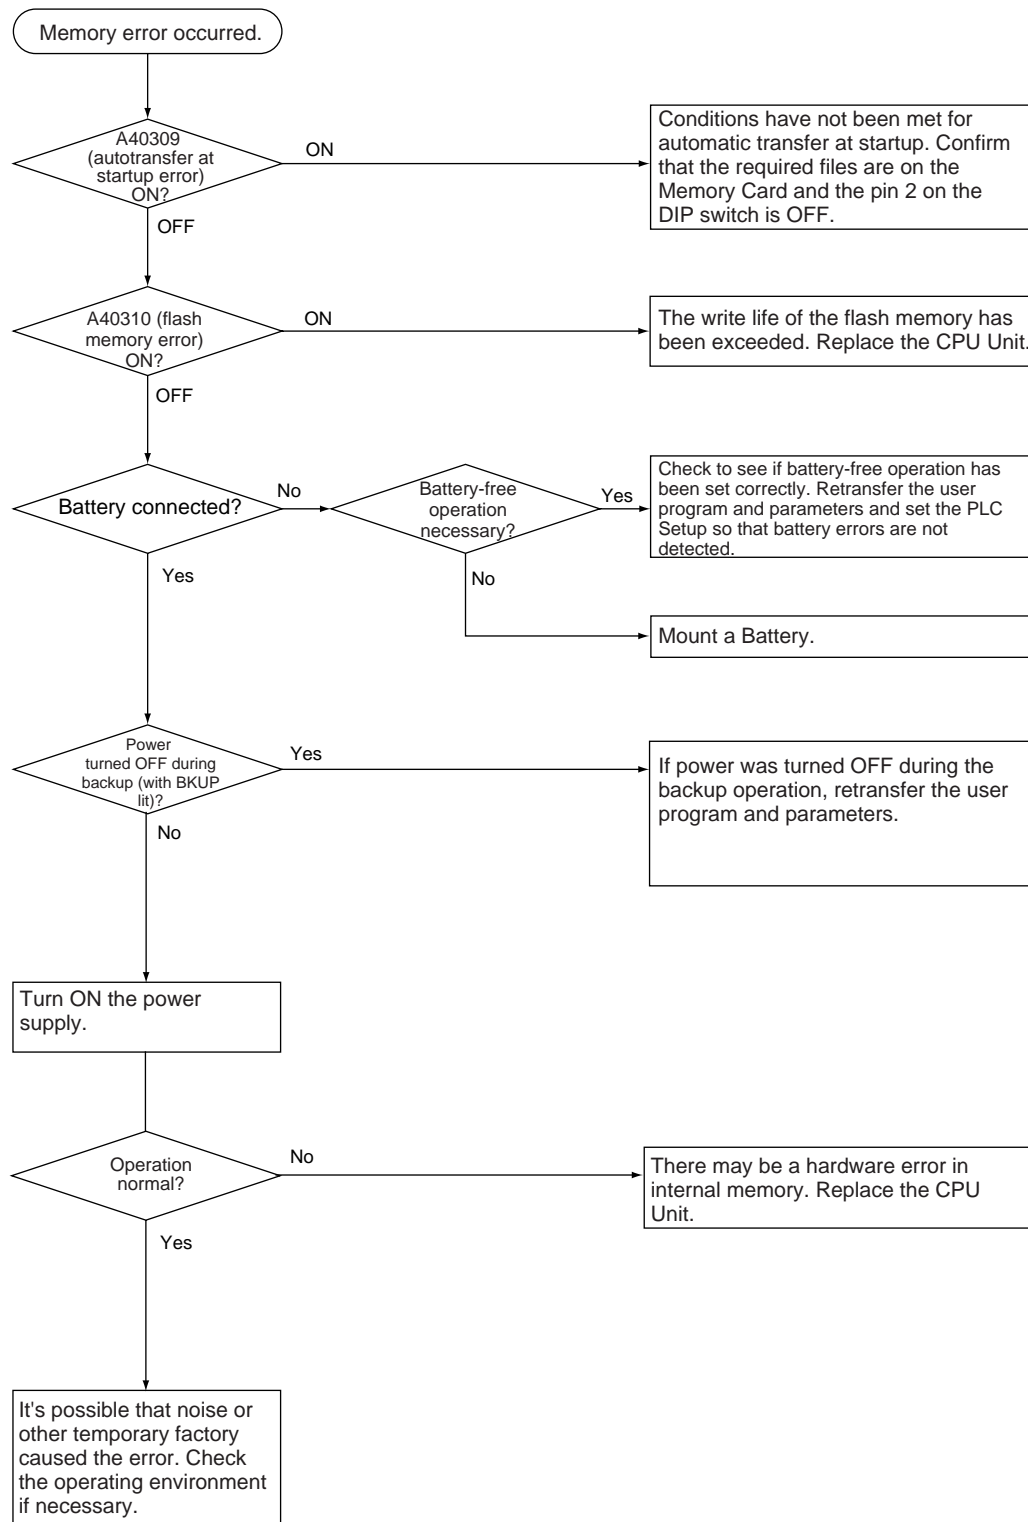 Memory error occurred.
A40309
(autotransfer at
startup error)
ON?
ON
Conditions have not been met for
automatic transfer at startup. Confirm
that the required files are on the
Memory Card and the pin 2 on the
DIP switch is OFF.
OFF
A40310 (flash
memory error)
ON?
ON
The write life of the flash memory has
been exceeded. Replace the CPU Unit.
OFF
Battery connected?
No
Battery-free
operation
necessary?
Yes
Check to see if battery-free operation has
been set correctly. Retransfer the user
program and parameters and set the PLC
Setup so that battery errors are not
detected.
Yes
No
Mount a Battery.
Power
turned OFF during
backup (with BKUP
lit)?
Yes
If power was turned OFF during the
backup operation, retransfer the user
program and parameters.
No
Turn ON the power
supply.
Operation
normal?
No
There may be a hardware error in
internal memory. Replace the CPU
Unit.
Yes
It's possible that noise or
other temporary factory
caused the error. Check
the operating environment
if necessary.